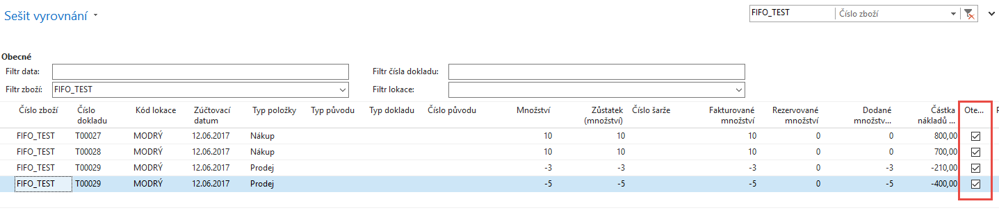 Sešit vyrovnání
FIFO_TEST Číslo zboží
Obecné
Filtr data: Filtr čísla dokladu:
Filtr zboží: FIFO_TEST Filtr lokace:
Číslo zboží Číslo dokladu Kód lokace Zúčtovací datum Typ položky Typ původu Typ dokladu Číslo původu Množství Zůstatek (množství) Číslo šarže Fakturované množství Rezervované množství Dodané množstv... Částka nákladů ... Ote...
FIFO_TEST T00027 MODRÝ 12.06.2017 Nákup 10 10 10 0 0 800,00
FIFO_TEST T00028 MODRÝ 12.06.2017 Nákup 10 10 10 0 0 700,00
FIFO_TEST T00029 MODRÝ 12.06.2017 Prodej -3 -3 -3 0 -3 -210,00
FIFO_TEST T00029 MODRÝ 12.06.2017 Prodej -5 -5 -5 0 -5 -400,00